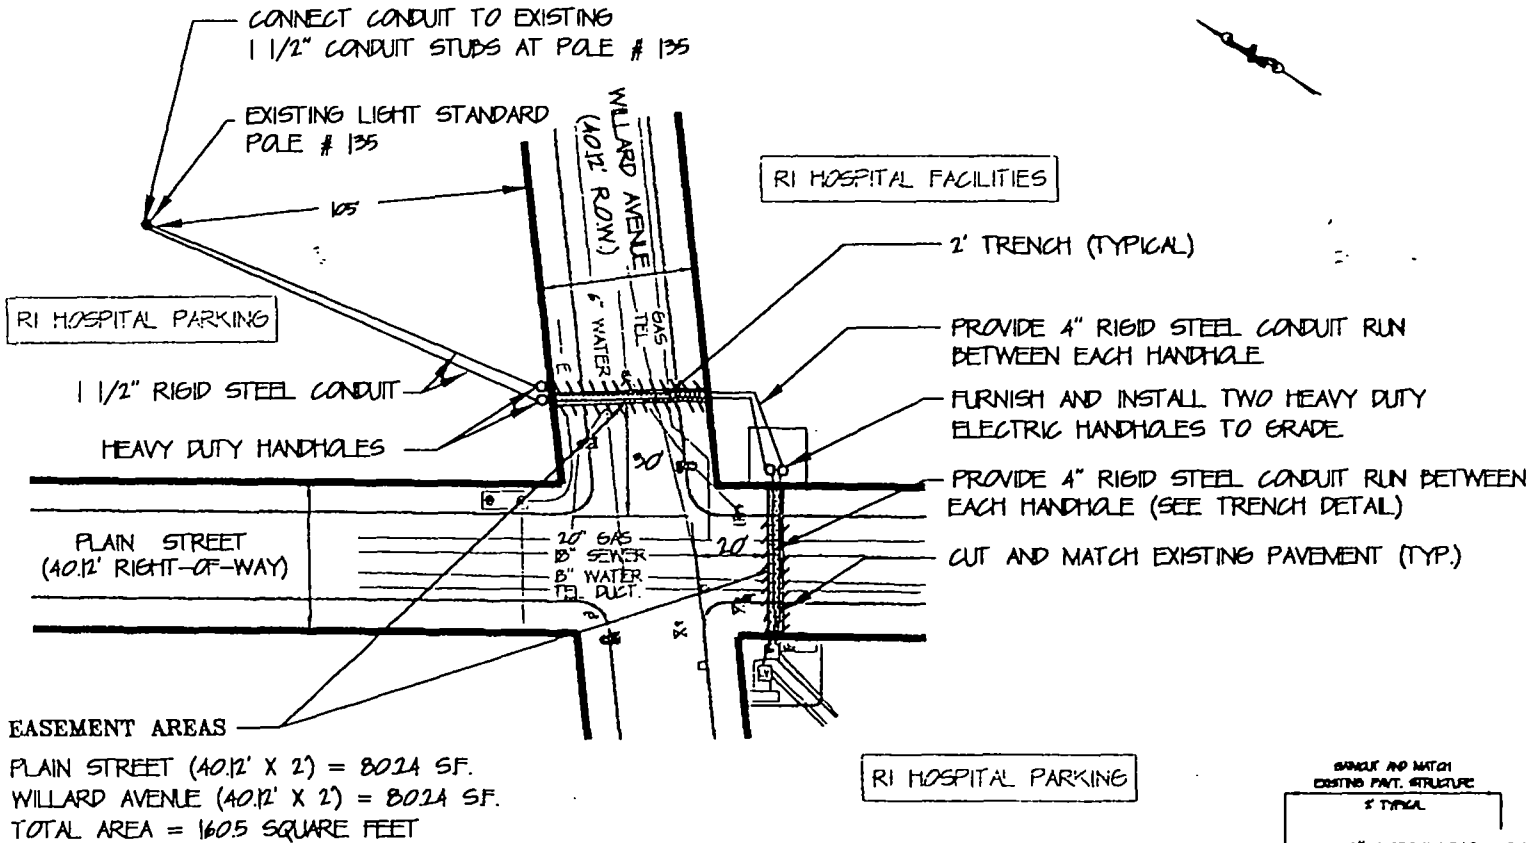 CONNECT CONDUIT TO EXISTING
1 1/2" CONDUIT STUBS AT POLE # 135
EXISTING LIGHT STANDARD
POLE # 135
WILLARD AVENUE
(40.12' R.O.W.)
RI HOSPITAL FACILITIES
105'
2' TRENCH (TYPICAL)
RI HOSPITAL PARKING
E
6" WATER
TEL
GAS
PROVIDE 4" RIGID STEEL CONDUIT RUN
BETWEEN EACH HANDHOLE
1 1/2" RIGID STEEL CONDUIT
FURNISH AND INSTALL TWO HEAVY DUTY
ELECTRIC HANDHOLES TO GRADE
HEAVY DUTY HANDHOLES
30'
PROVIDE 4" RIGID STEEL CONDUIT RUN BETWEEN
EACH HANDHOLE (SEE TRENCH DETAIL)
PLAIN STREET
(40.12' RIGHT-OF-WAY)
20" GAS
18" SEWER
8" WATER
TEL. DUCT.
20'
CUT AND MATCH EXISTING PAVEMENT (TYP.)
EASEMENT AREAS
PLAIN STREET (40.12' X 2') = 80.24 SF.
WILLARD AVENUE (40.12' X 2') = 80.24 SF.
TOTAL AREA = 160.5 SQUARE FEET
RI HOSPITAL PARKING
AND MATCH
EXISTING PAVT. STRUCTURE
TYPICAL